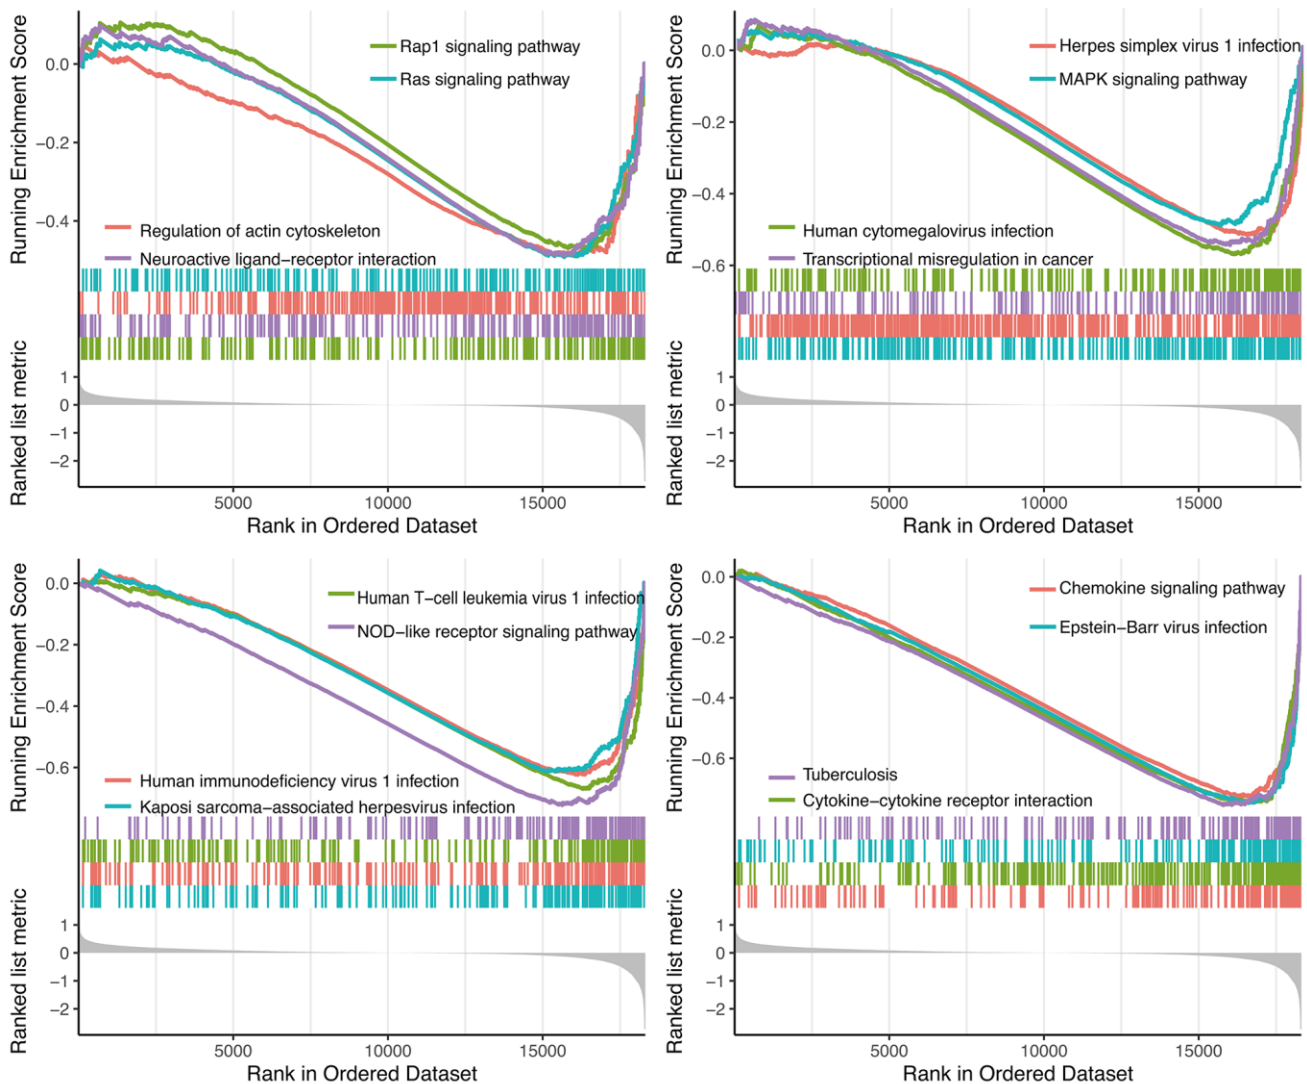 Running Enrichment Score
0.0
−0.2
−0.4
Rap1 signaling pathway
Ras signaling pathway
Regulation of actin cytoskeleton
Neuroactive ligand−receptor interaction
Ranked list metric
1
0
−1
−2
5000 10000 15000
Rank in Ordered Dataset
Running Enrichment Score
0.0
−0.2
−0.4
−0.6
Herpes simplex virus 1 infection
MAPK signaling pathway
Human cytomegalovirus infection
Transcriptional misregulation in cancer
Ranked list metric
1
0
−1
−2
5000 10000 15000
Rank in Ordered Dataset
Running Enrichment Score
0.0
−0.2
−0.4
−0.6
Human T−cell leukemia virus 1 infection
NOD−like receptor signaling pathway
Human immunodeficiency virus 1 infection
Kaposi sarcoma−associated herpesvirus infection
Ranked list metric
1
0
−1
−2
5000 10000 15000
Rank in Ordered Dataset
Running Enrichment Score
0.0
−0.2
−0.4
−0.6
Chemokine signaling pathway
Epstein−Barr virus infection
Tuberculosis
Cytokine−cytokine receptor interaction
Ranked list metric
1
0
−1
−2
5000 10000 15000
Rank in Ordered Dataset